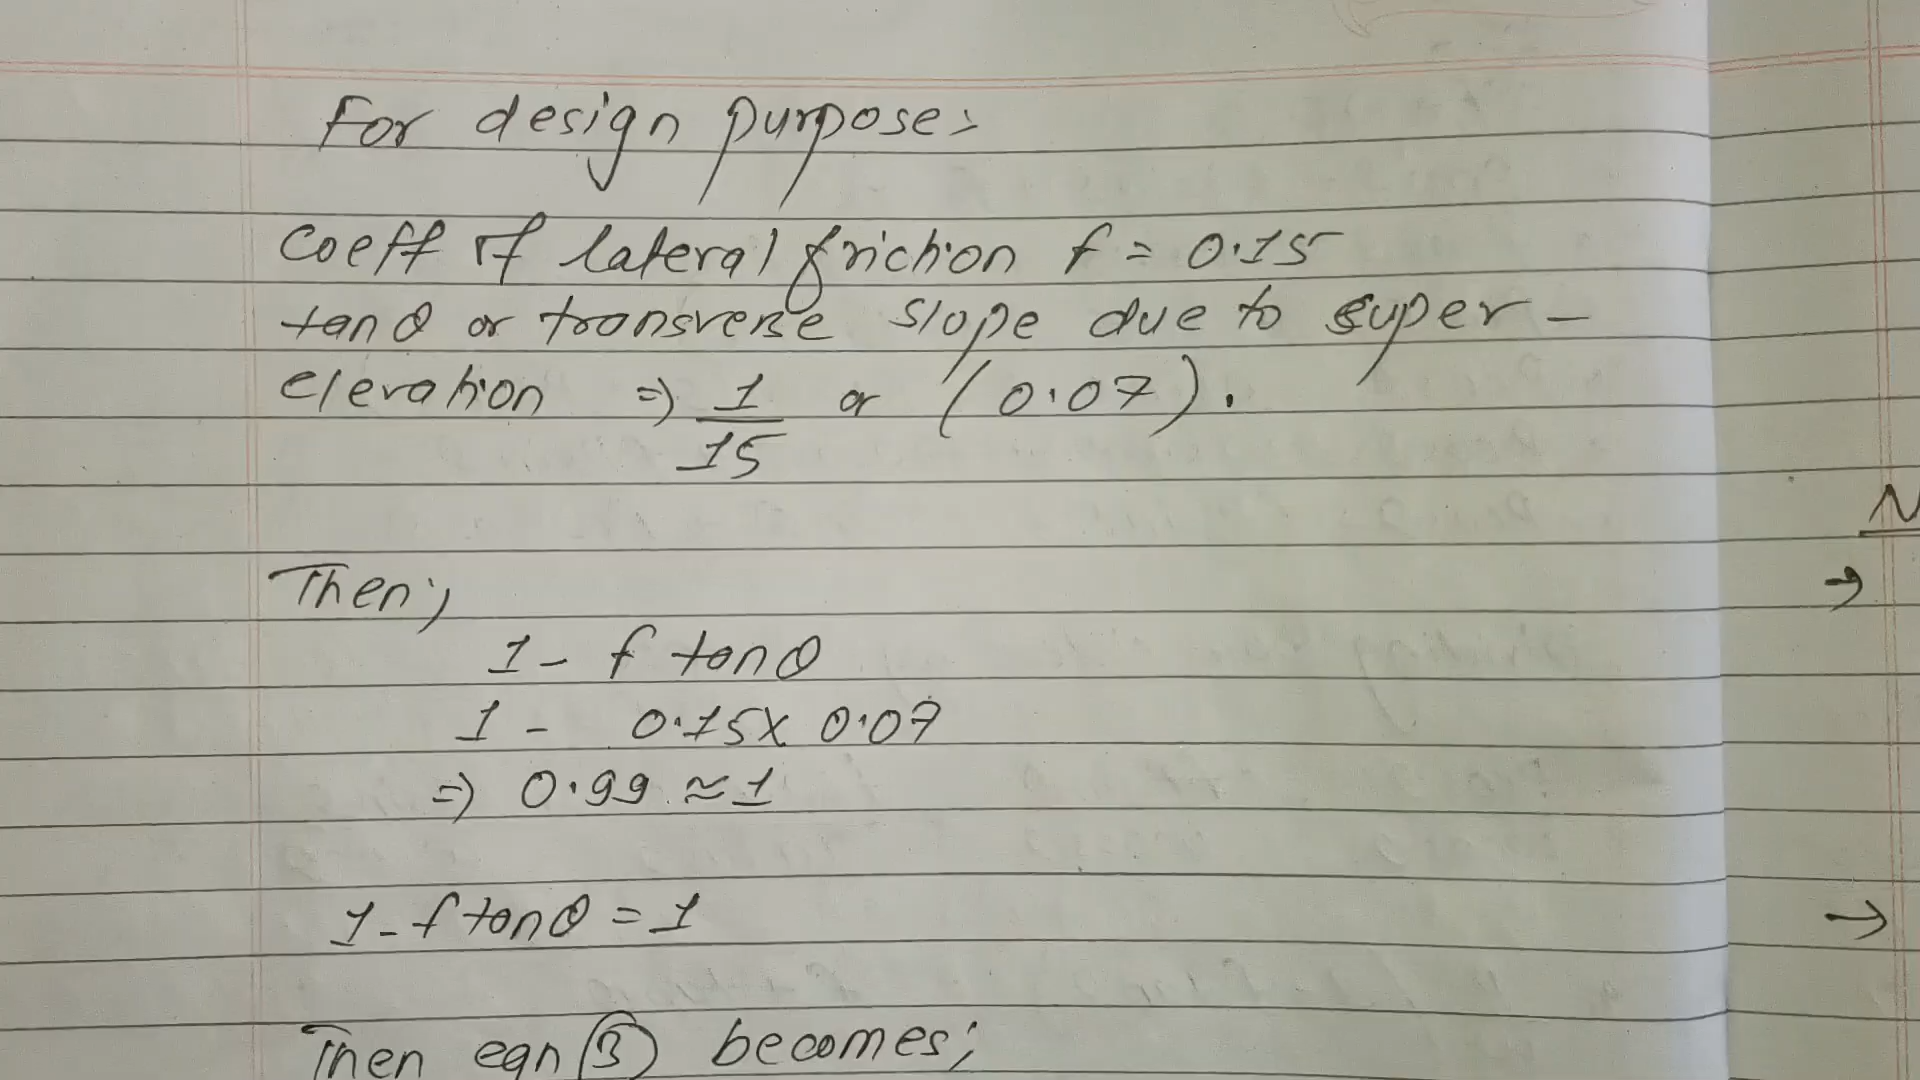 For design purpose:
Coeff of lateral friction f = 0.15
tanθ or transverse slope due to super-
elevation ⇒ 1/15 or (0.07).
Then;
1 - f tanθ
1 - 0.15 x 0.07
⇒ 0.99 ≈ 1
1 - f tanθ = 1
Then eqn (3) becomes;
N
→
→